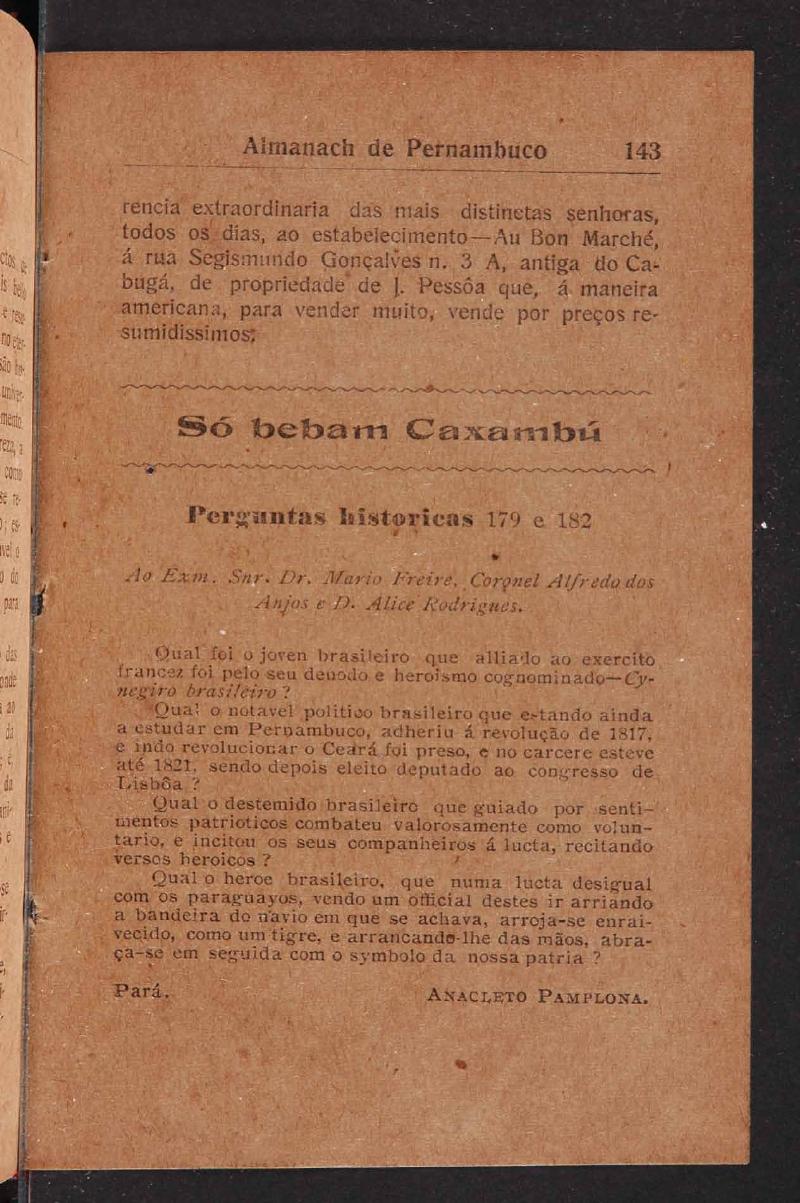 Almanach de Pernambuco 143
rencia extraordinaria das mais distinctas senhoras,
todos os dias, ao estabelecimento—Au Bon Marché,
á rua Segismundo Gonçalves n. 3 A, antiga do Ca-
bugá, de propriedade de J. Pessôa que, á maneira
americana, para vender muito, vende por preços re-
sumidissimos;
Só bebam Caxambú
Perguntas historicas 179 e 182
Ao Exm. Snr. Dr. Mario Freire, Coronel Alfredo dos
Anjos e D. Alice Rodrigues.
Qual foi o joven brasileiro que alliado ao exercito
francez foi pelo seu denodo e heroismo cognominado—Cy-
negiro brasileiro ?
Qual o notavel politico brasileiro que estando ainda
a estudar em Pernambuco, adheriu á revolução de 1817,
e indo revolucionar o Ceará foi preso, e no carcere esteve
até 1821, sendo depois eleito deputado ao congresso de
Lisbôa ?
Qual o destemido brasileiro que guiado por senti-
mentos patrioticos combateu valorosamente como volun-
tario, e incitou os seus companheiros á lucta, recitando
versos heroicos ?
Qual o heroe brasileiro, que numa lucta desigual
com os paraguayos, vendo um official destes ir arriando
a bandeira do navio em que se achava, arroja-se enrai-
vecido, como um tigre, e arrancando-lhe das mãos, abra-
ça-se em seguida com o symbolo da nossa patria ?
Pará. ANACLETO PAMPLONA.